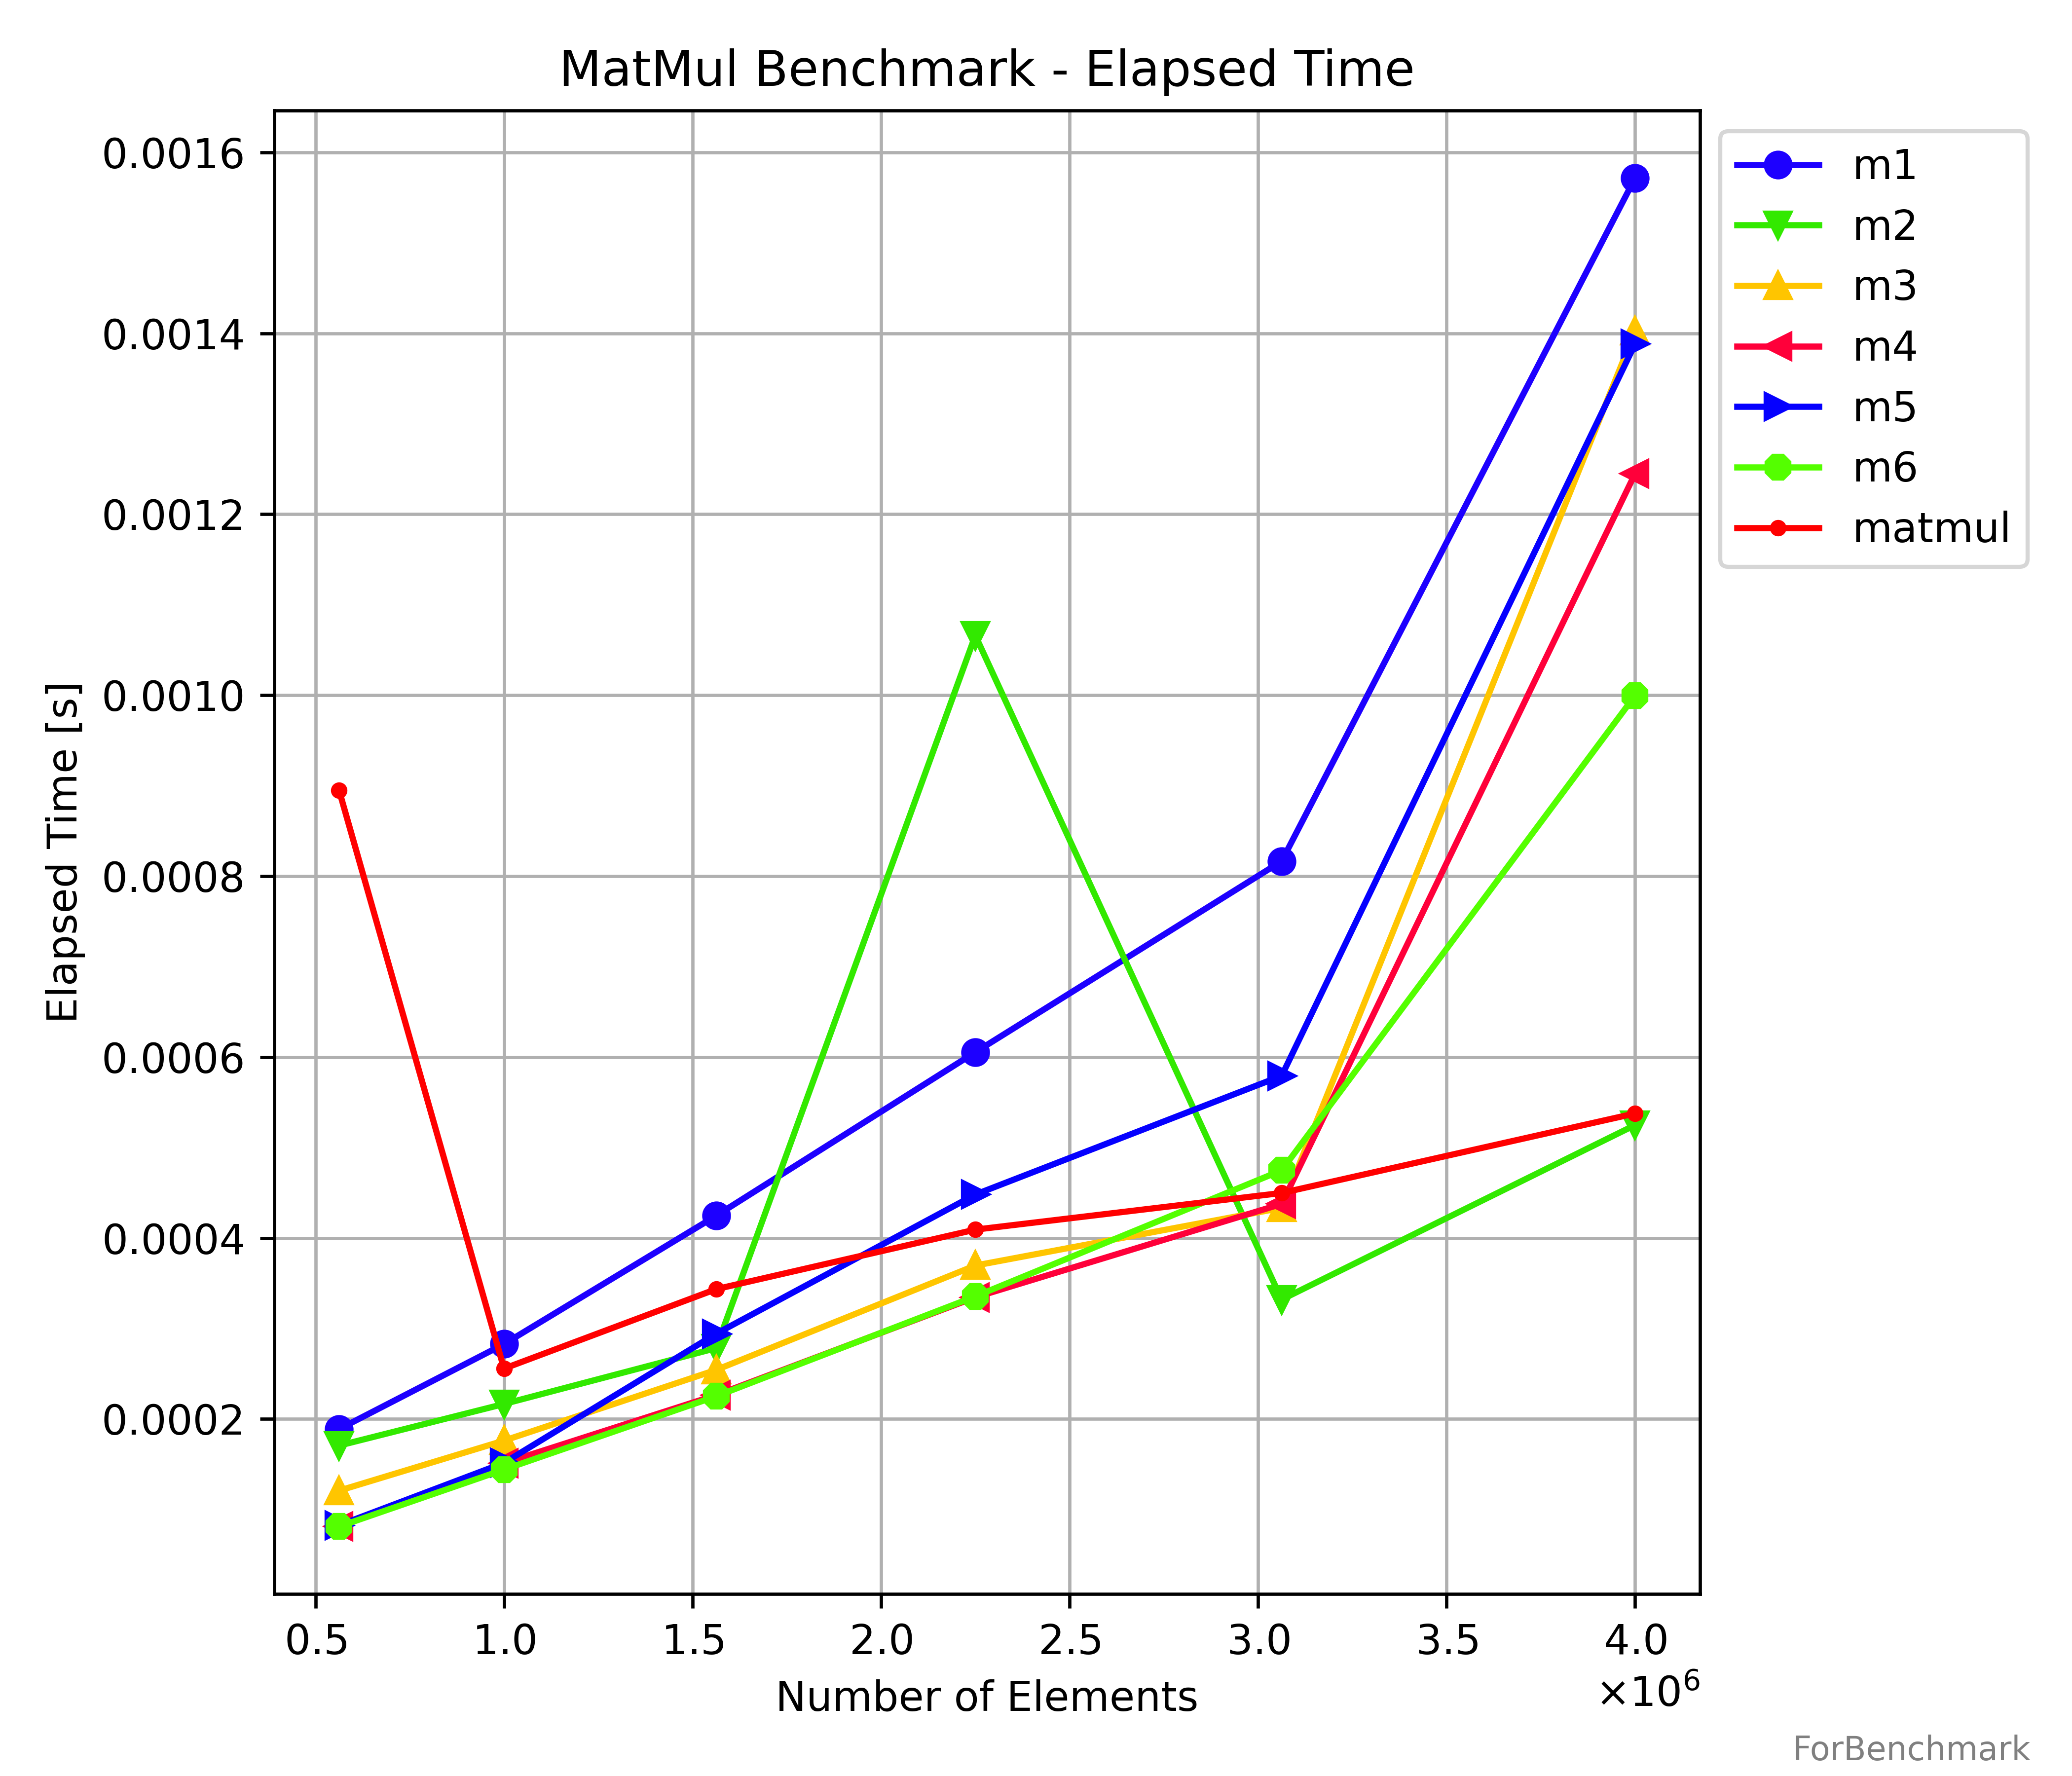 MatMul Benchmark - Elapsed Time
0.0016
0.0014
0.0012
0.0010
0.0008
0.0006
0.0004
0.0002
Elapsed Time [s]
0.5 1.0 1.5 2.0 2.5 3.0 3.5 4.0
×10⁶
Number of Elements
m1
m2
m3
m4
m5
m6
matmul
ForBenchmark